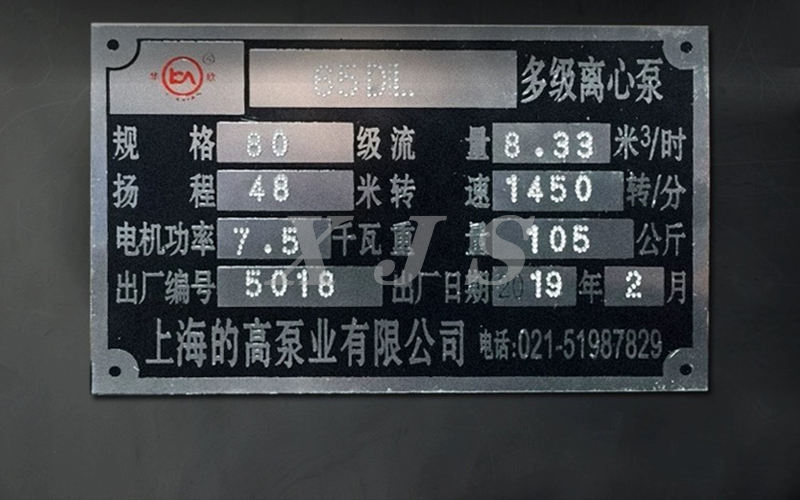 华 欣
65DL 多级离心泵
规 格 80 级 流 量 8.33 米³/时
扬 程 48 米 转 速 1450 转/分
电机功率 7.5 千瓦 重 量 105 公斤
出厂编号 5018 出厂日期 2019 年 2 月
上海的高泵业有限公司 电话:021-51987829
XJS